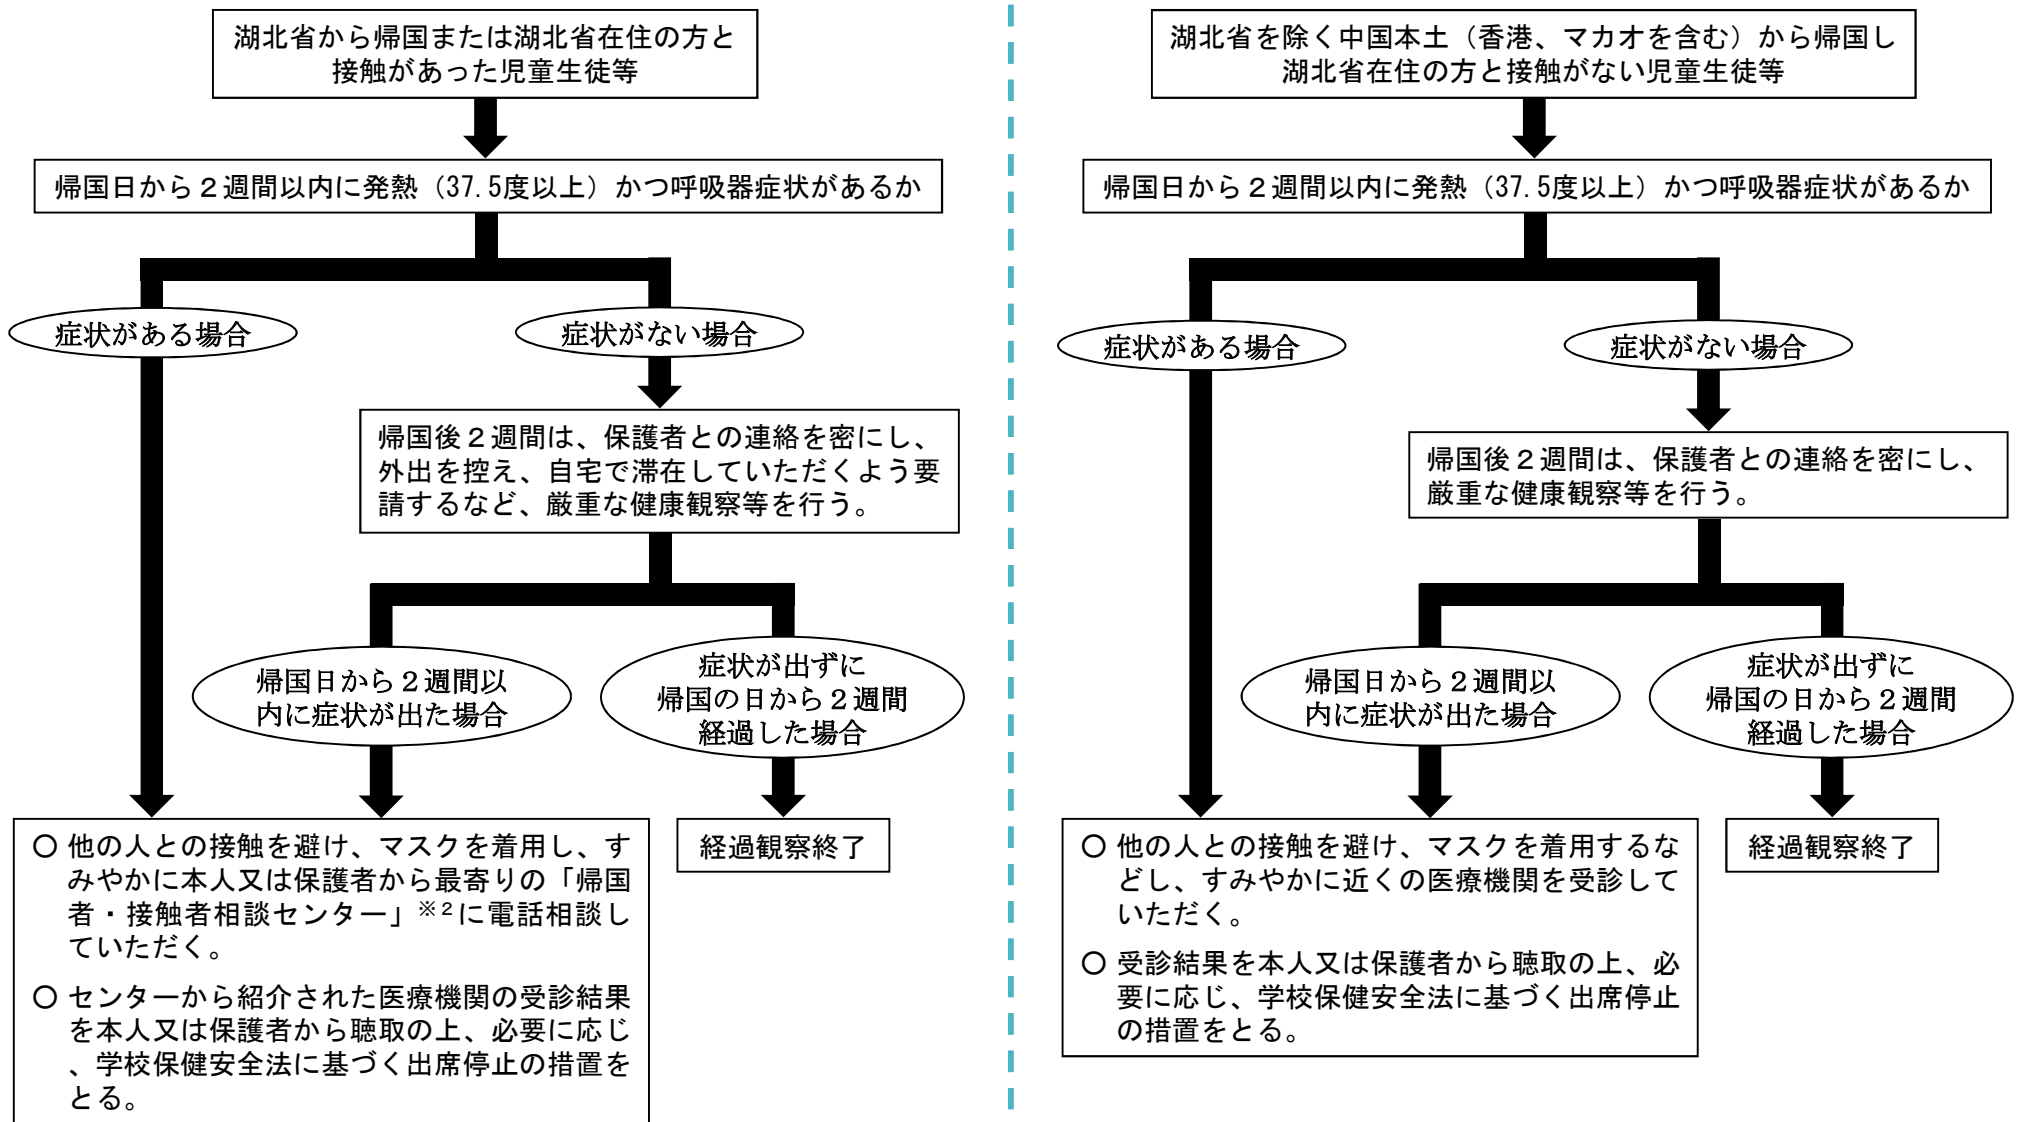 湖北省から帰国または湖北省在住の方と
接触があった児童生徒等
帰国日から２週間以内に発熱（37.5度以上）かつ呼吸器症状があるか
症状がある場合
症状がない場合
帰国後２週間は、保護者との連絡を密にし、
外出を控え、自宅で滞在していただくよう要
請するなど、厳重な健康観察等を行う。
帰国日から２週間以
内に症状が出た場合
症状が出ずに
帰国の日から２週間
経過した場合
〇 他の人との接触を避け、マスクを着用し、す
みやかに本人又は保護者から最寄りの「帰国
者・接触者相談センター」※２に電話相談し
ていただく。
〇 センターから紹介された医療機関の受診結果
を本人又は保護者から聴取の上、必要に応じ
、学校保健安全法に基づく出席停止の措置を
とる。
経過観察終了
湖北省を除く中国本土（香港、マカオを含む）から帰国し
湖北省在住の方と接触がない児童生徒等
帰国日から２週間以内に発熱（37.5度以上）かつ呼吸器症状があるか
症状がある場合
症状がない場合
帰国後２週間は、保護者との連絡を密にし、
厳重な健康観察等を行う。
帰国日から２週間以
内に症状が出た場合
症状が出ずに
帰国の日から２週間
経過した場合
〇 他の人との接触を避け、マスクを着用するな
どし、すみやかに近くの医療機関を受診して
いただく。
〇 受診結果を本人又は保護者から聴取の上、必
要に応じ、学校保健安全法に基づく出席停止
の措置をとる。
経過観察終了